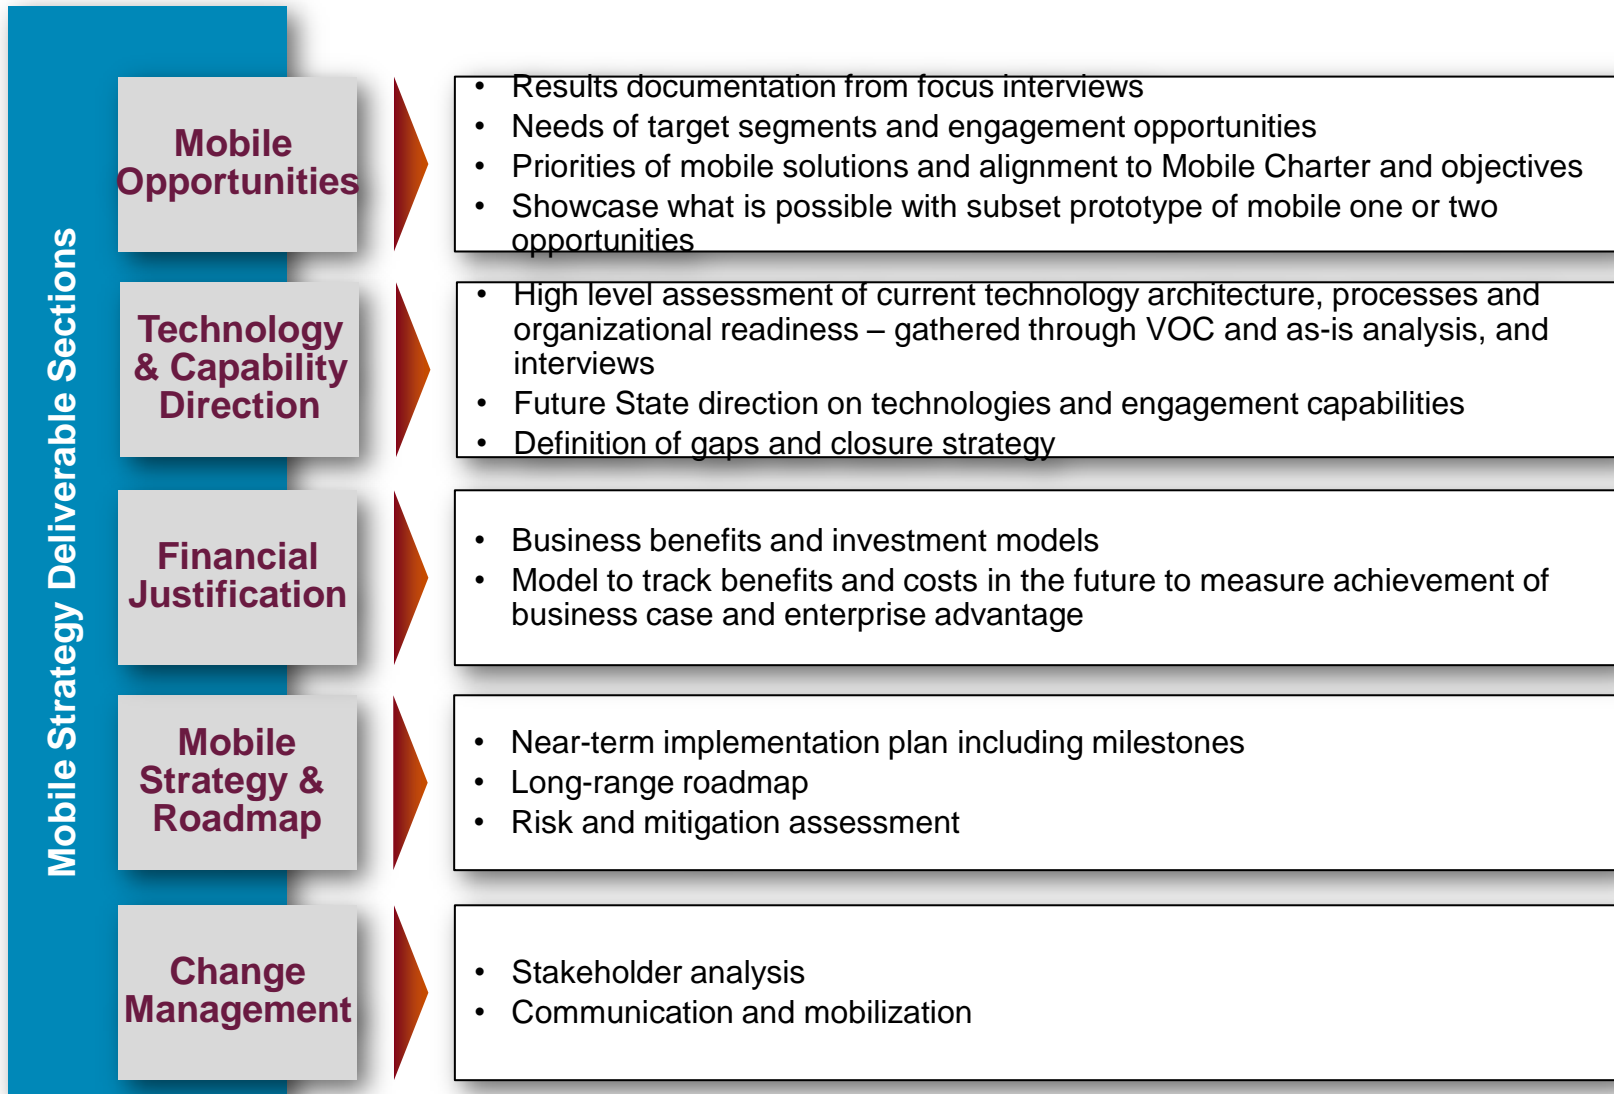 Mobile Strategy Deliverable Sections
Mobile
Opportunities
• Results documentation from focus interviews
• Needs of target segments and engagement opportunities
• Priorities of mobile solutions and alignment to Mobile Charter and objectives
• Showcase what is possible with subset prototype of mobile one or two
opportunities
Technology
& Capability
Direction
• High level assessment of current technology architecture, processes and
organizational readiness – gathered through VOC and as-is analysis, and
interviews
• Future State direction on technologies and engagement capabilities
• Definition of gaps and closure strategy
Financial
Justification
• Business benefits and investment models
• Model to track benefits and costs in the future to measure achievement of
business case and enterprise advantage
Mobile
Strategy &
Roadmap
• Near-term implementation plan including milestones
• Long-range roadmap
• Risk and mitigation assessment
Change
Management
• Stakeholder analysis
• Communication and mobilization